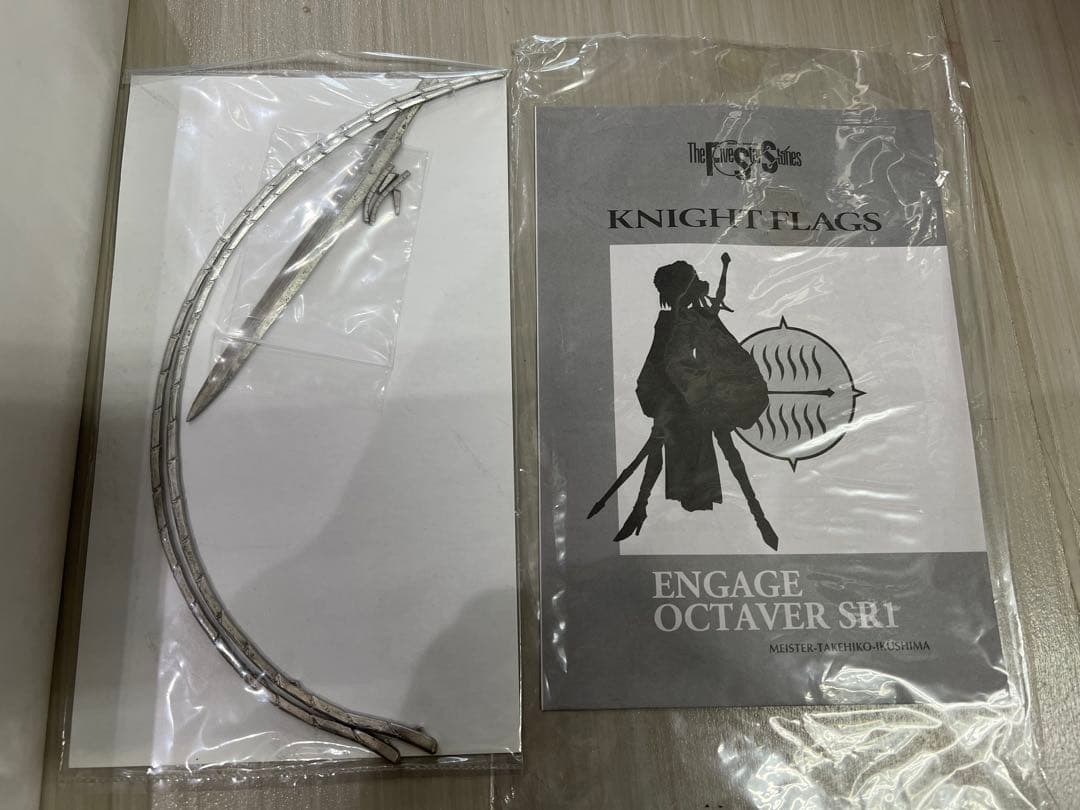 The Five Star Stories
KNIGHT FLAGS
ENGAGE
OCTAVER SR1
MEISTER-TAKEHIKO-IKUSHIMA